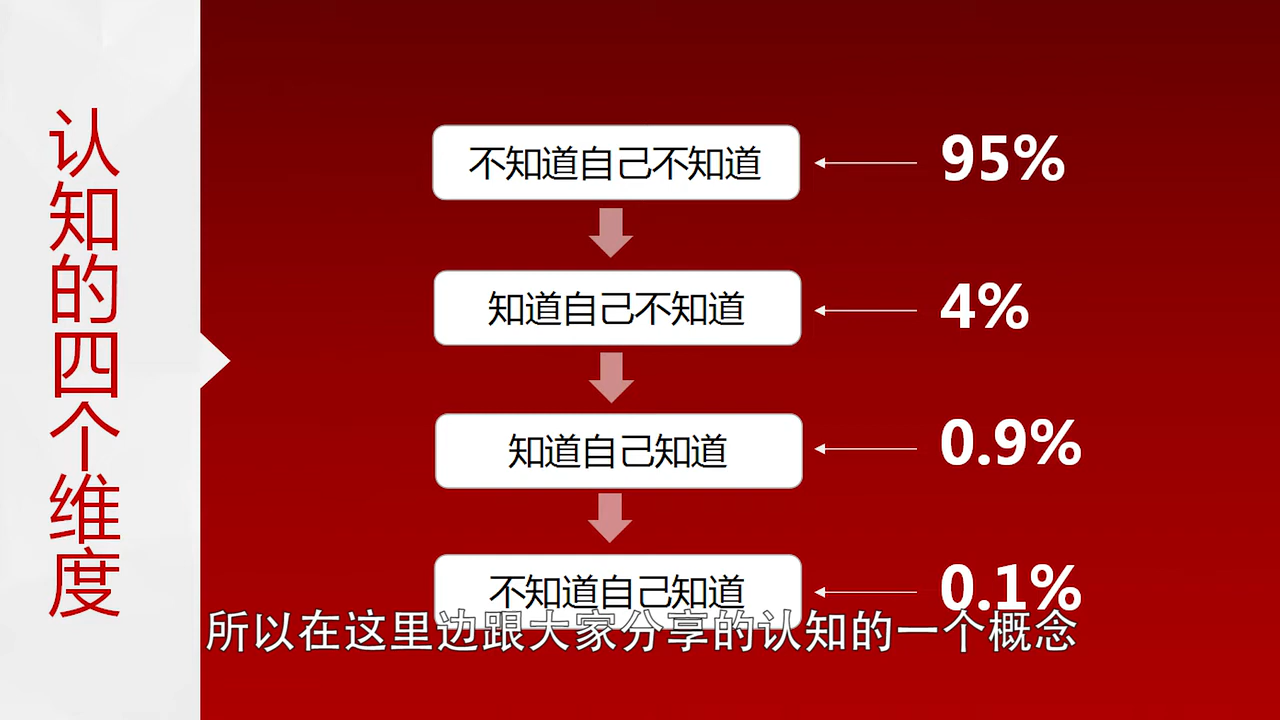 认知的四个维度
不知道自己不知道
95%
知道自己不知道
4%
知道自己知道
0.9%
不知道自己知道
0.1%
所以在这里边跟大家分享的认知的一个概念